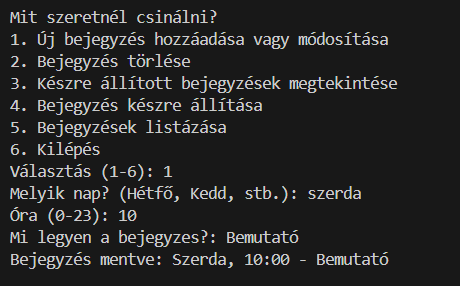 Mit szeretnél csinálni?
1. Új bejegyzés hozzáadása vagy módosítása
2. Bejegyzés törlése
3. Készre állított bejegyzések megtekintése
4. Bejegyzés készre állítása
5. Bejegyzések listázása
6. Kilépés
Választás (1-6): 1
Melyik nap? (Hétfő, Kedd, stb.): szerda
Óra (0-23): 10
Mi legyen a bejegyzes?: Bemutató
Bejegyzés mentve: Szerda, 10:00 - Bemutató